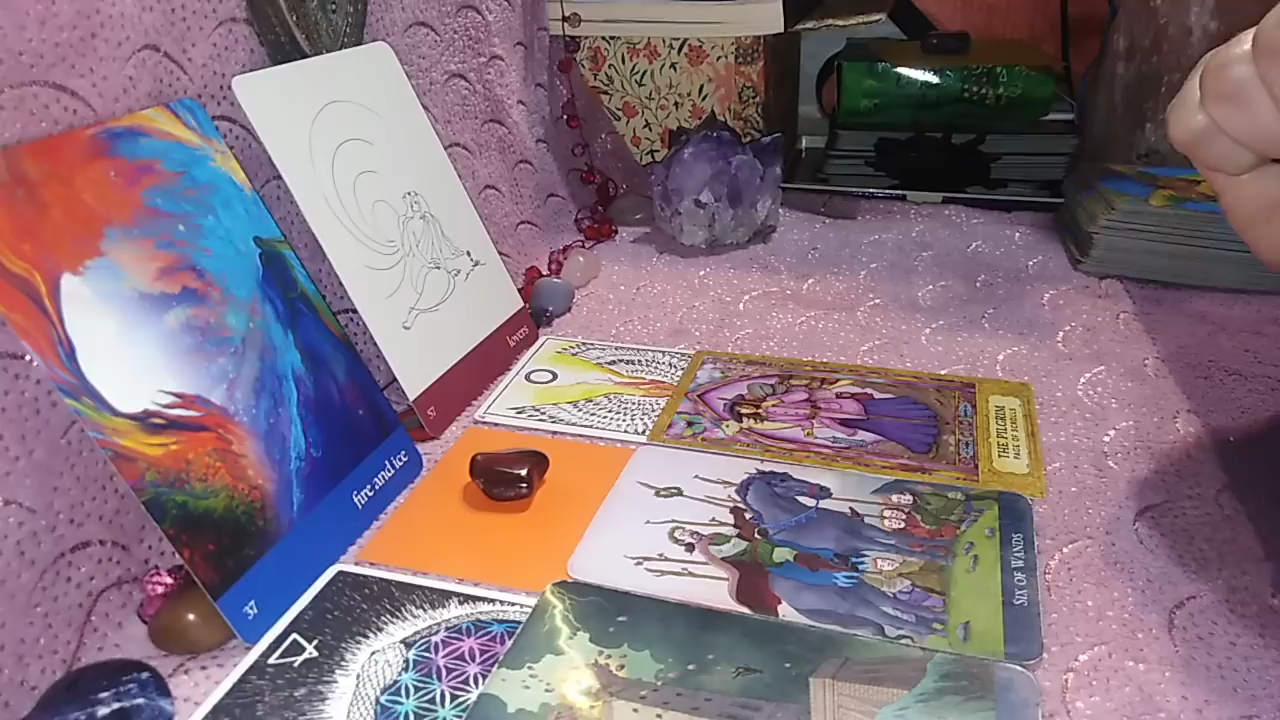 lovers
57
fire and ice
37
THE PILGRIM
PAGE OF SCROLLS
SIX OF WANDS